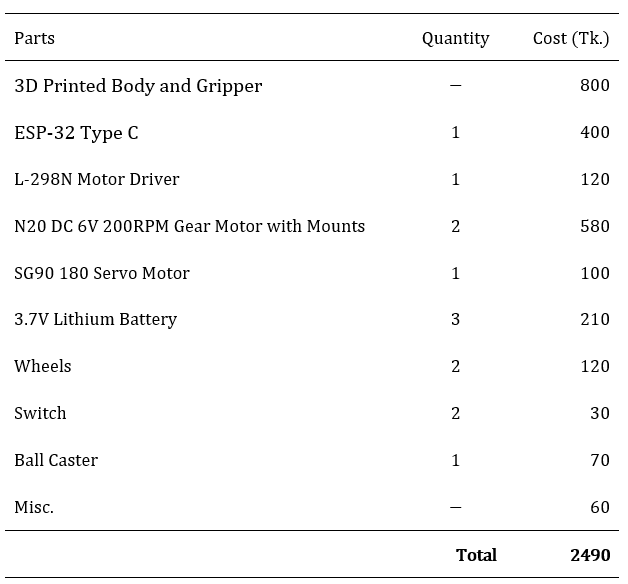 Parts Quantity Cost (Tk.)
3D Printed Body and Gripper — 800
ESP-32 Type C 1 400
L-298N Motor Driver 1 120
N20 DC 6V 200RPM Gear Motor with Mounts 2 580
SG90 180 Servo Motor 1 100
3.7V Lithium Battery 3 210
Wheels 2 120
Switch 2 30
Ball Caster 1 70
Misc. — 60
Total 2490